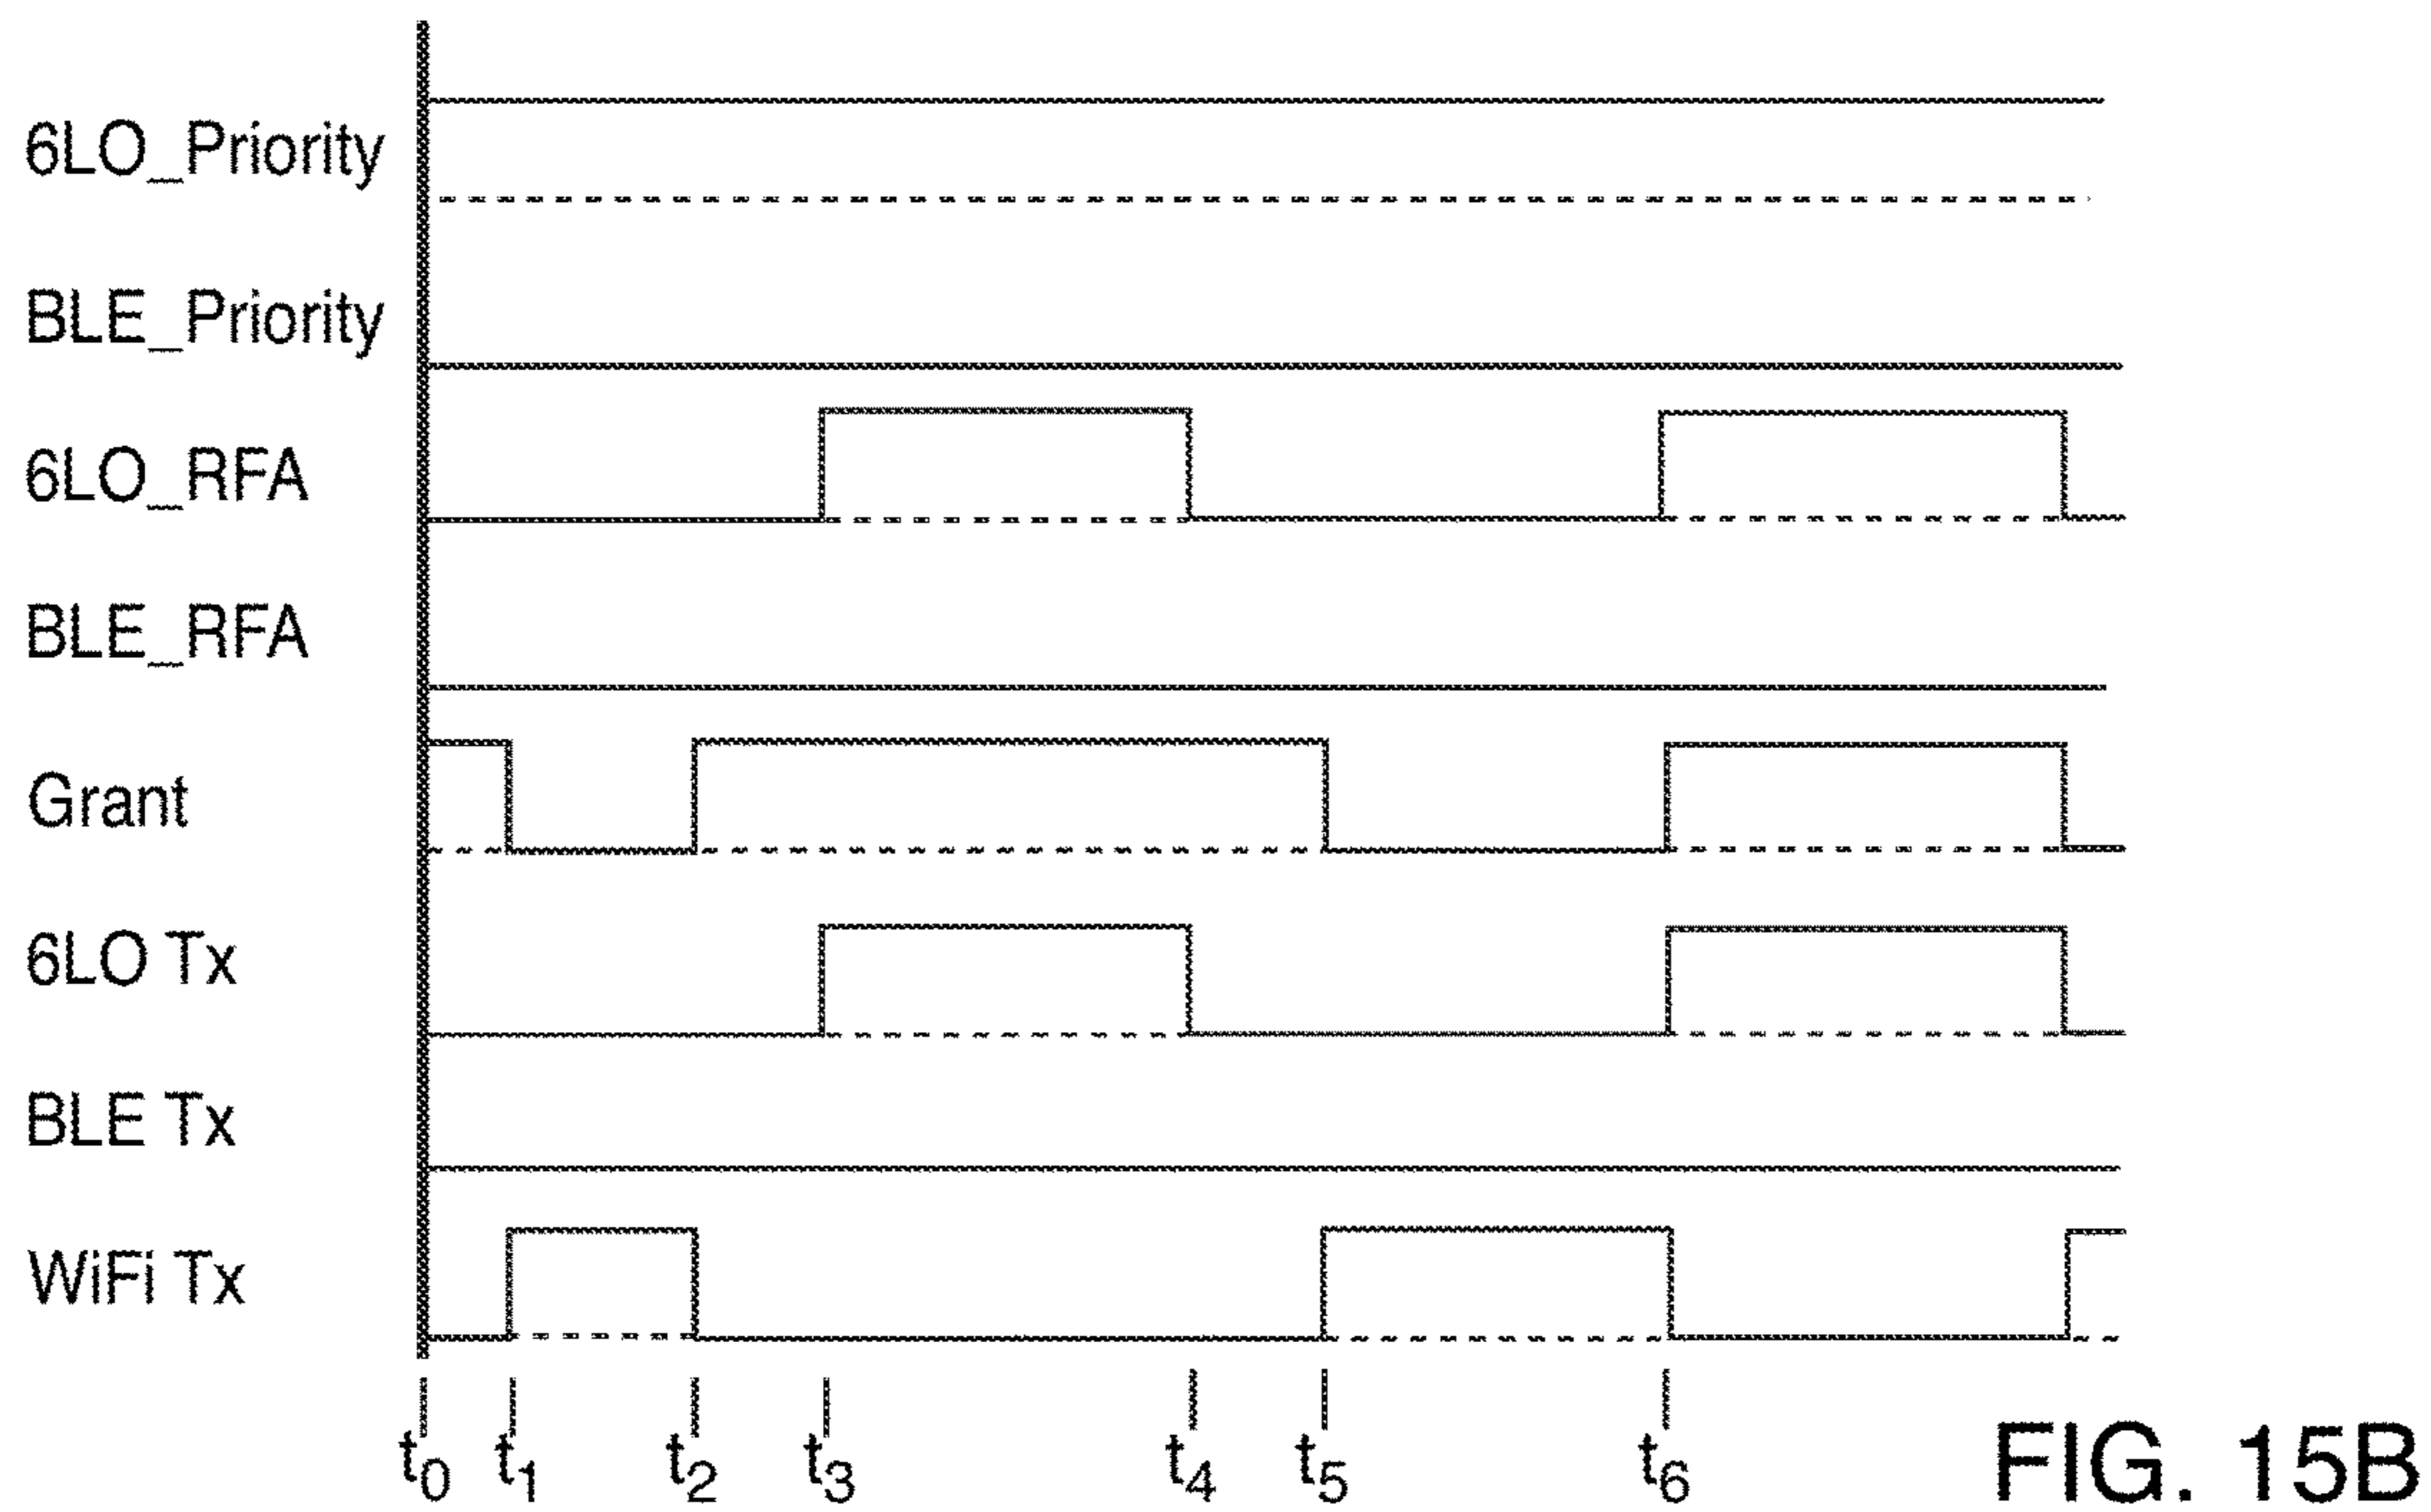 6LO_Priority
BLE_Priority
6LO_RFA
BLE_RFA
Grant
6LO Tx
BLE Tx
WiFi Tx
t0 t1 t2 t3 t4 t5 t6
FIG. 15B